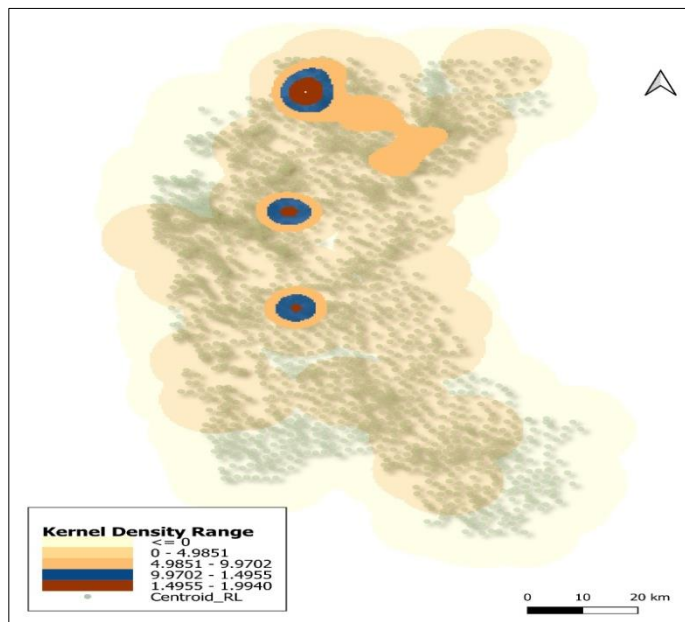 Kernel Density Range
<= 0
0 - 4.9851
4.9851 - 9.9702
9.9702 - 1.4955
1.4955 - 1.9940
Centroid_RL
0 10 20 km